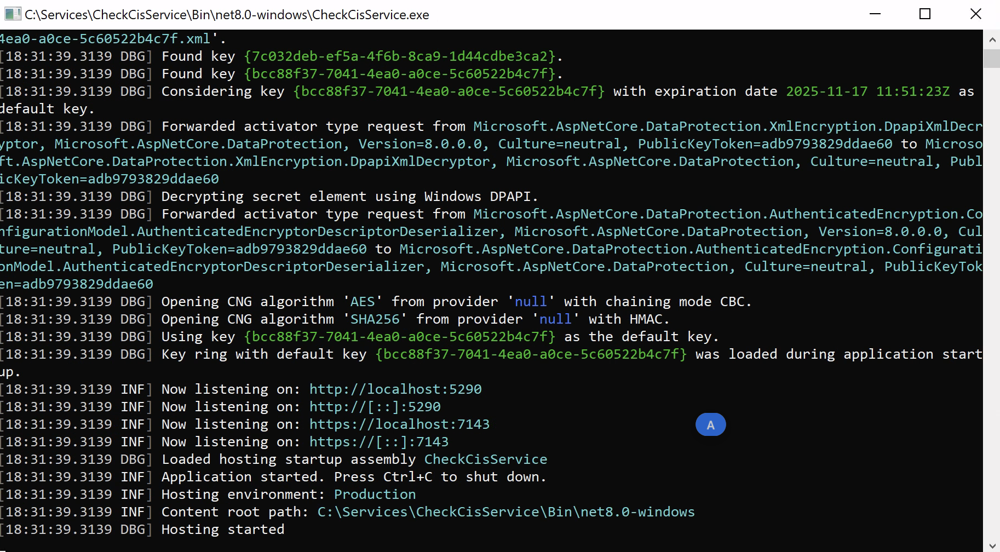 C:\Services\CheckCisService\Bin\net8.0-windows\CheckCisService.exe
4ea0-a0ce-5c60522b4c7f.xml'.
[18:31:39.3139 DBG] Found key {7c032deb-ef5a-4f6b-8ca9-1d44cdbe3ca2}.
[18:31:39.3139 DBG] Found key {bcc88f37-7041-4ea0-a0ce-5c60522b4c7f}.
[18:31:39.3139 DBG] Considering key {bcc88f37-7041-4ea0-a0ce-5c60522b4c7f} with expiration date 2025-11-17 11:51:23Z as
default key.
[18:31:39.3139 DBG] Forwarded activator type request from Microsoft.AspNetCore.DataProtection.XmlEncryption.DpapiXmlDecr
yptor, Microsoft.AspNetCore.DataProtection, Version=8.0.0.0, Culture=neutral, PublicKeyToken=adb9793829ddae60 to Microso
ft.AspNetCore.DataProtection.XmlEncryption.DpapiXmlDecryptor, Microsoft.AspNetCore.DataProtection, Culture=neutral, Publ
icKeyToken=adb9793829ddae60
[18:31:39.3139 DBG] Decrypting secret element using Windows DPAPI.
[18:31:39.3139 DBG] Forwarded activator type request from Microsoft.AspNetCore.DataProtection.AuthenticatedEncryption.Co
nfigurationModel.AuthenticatedEncryptorDescriptorDeserializer, Microsoft.AspNetCore.DataProtection, Version=8.0.0.0, Cul
ture=neutral, PublicKeyToken=adb9793829ddae60 to Microsoft.AspNetCore.DataProtection.AuthenticatedEncryption.Configurati
onModel.AuthenticatedEncryptorDescriptorDeserializer, Microsoft.AspNetCore.DataProtection, Culture=neutral, PublicKeyTok
en=adb9793829ddae60
[18:31:39.3139 DBG] Opening CNG algorithm 'AES' from provider 'null' with chaining mode CBC.
[18:31:39.3139 DBG] Opening CNG algorithm 'SHA256' from provider 'null' with HMAC.
[18:31:39.3139 DBG] Using key {bcc88f37-7041-4ea0-a0ce-5c60522b4c7f} as the default key.
[18:31:39.3139 DBG] Key ring with default key {bcc88f37-7041-4ea0-a0ce-5c60522b4c7f} was loaded during application start
up.
[18:31:39.3139 INF] Now listening on: http://localhost:5290
[18:31:39.3139 INF] Now listening on: http://[::]:5290
[18:31:39.3139 INF] Now listening on: https://localhost:7143
A
[18:31:39.3139 INF] Now listening on: https://[::]:7143
[18:31:39.3139 DBG] Loaded hosting startup assembly CheckCisService
[18:31:39.3139 INF] Application started. Press Ctrl+C to shut down.
[18:31:39.3139 INF] Hosting environment: Production
[18:31:39.3139 INF] Content root path: C:\Services\CheckCisService\Bin\net8.0-windows
[18:31:39.3139 DBG] Hosting started